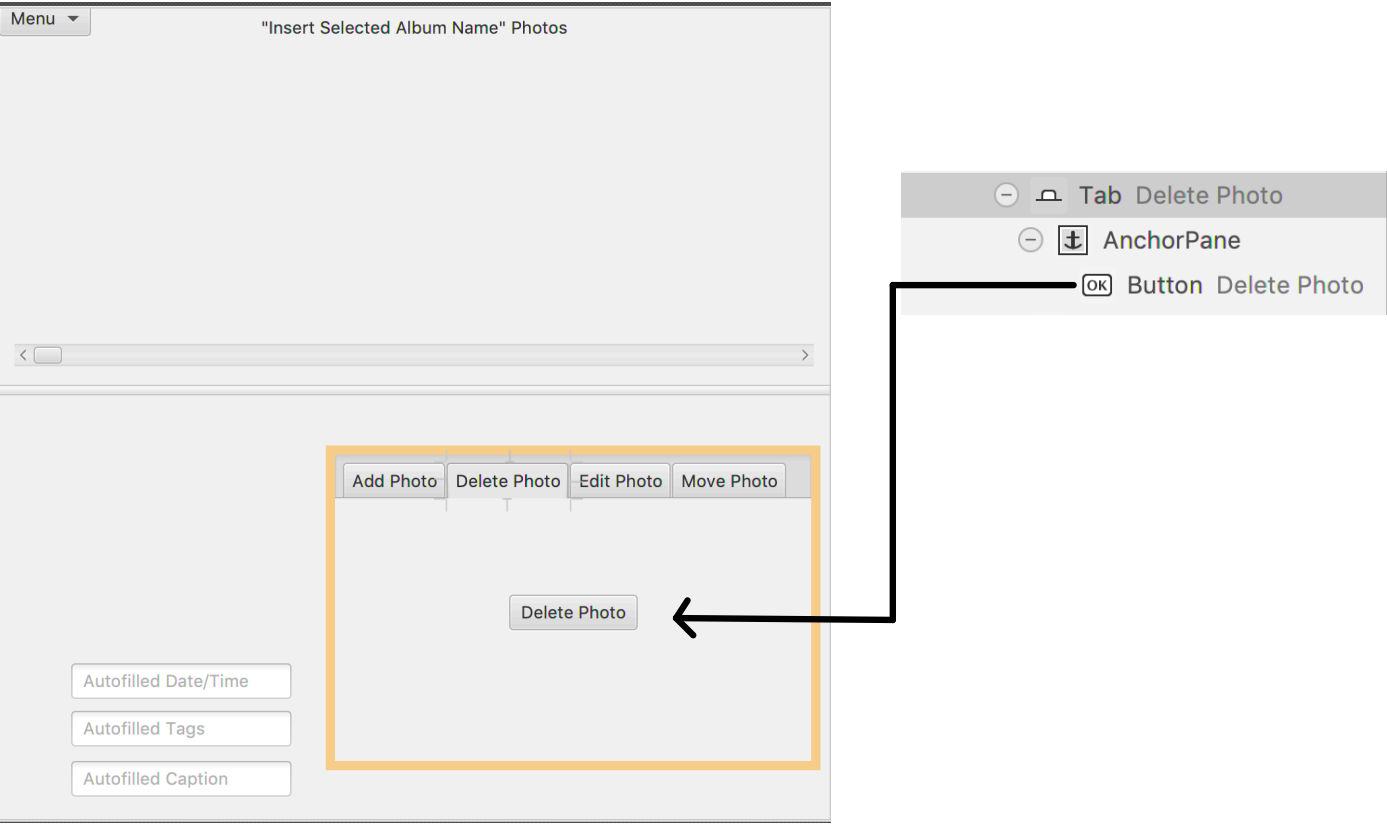 Menu
"Insert Selected Album Name" Photos
Tab Delete Photo
AnchorPane
OK Button Delete Photo
Add Photo Delete Photo Edit Photo Move Photo
Delete Photo
Autofilled Date/Time
Autofilled Tags
Autofilled Caption